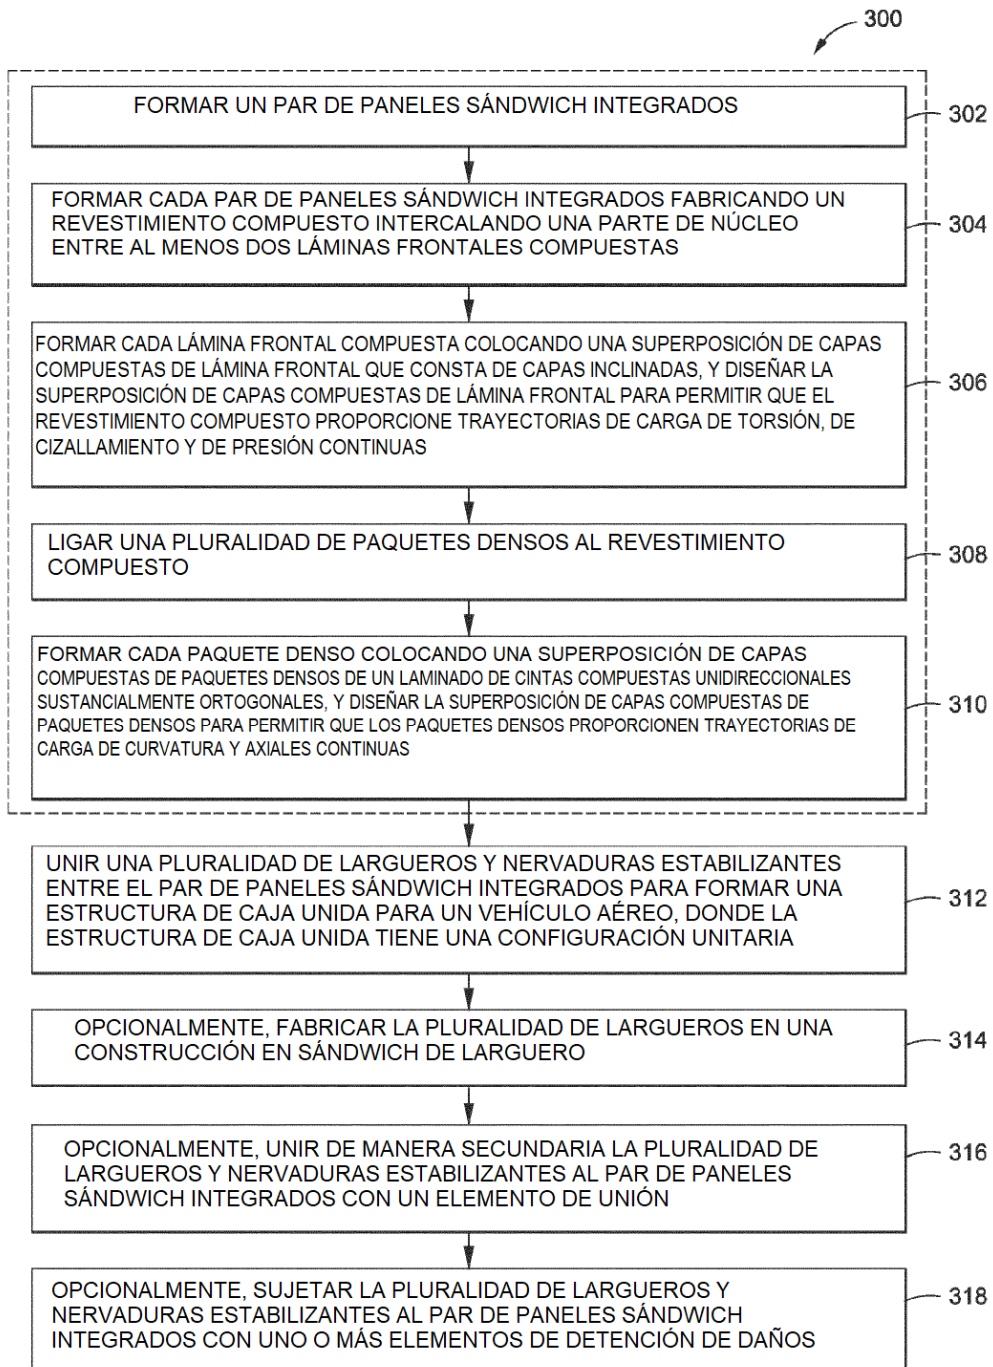 300
FORMAR UN PAR DE PANELES SÁNDWICH INTEGRADOS
302
FORMAR CADA PAR DE PANELES SÁNDWICH INTEGRADOS FABRICANDO UN
REVESTIMIENTO COMPUESTO INTERCALANDO UNA PARTE DE NÚCLEO
ENTRE AL MENOS DOS LÁMINAS FRONTALES COMPUESTAS
304
FORMAR CADA LÁMINA FRONTAL COMPUESTA COLOCANDO UNA SUPERPOSICIÓN DE CAPAS
COMPUESTAS DE LÁMINA FRONTAL QUE CONSTA DE CAPAS INCLINADAS, Y DISEÑAR LA
SUPERPOSICIÓN DE CAPAS COMPUESTAS DE LÁMINA FRONTAL PARA PERMITIR QUE EL
REVESTIMIENTO COMPUESTO PROPORCIONE TRAYECTORIAS DE CARGA DE TORSIÓN, DE
CIZALLAMIENTO Y DE PRESIÓN CONTINUAS
306
LIGAR UNA PLURALIDAD DE PAQUETES DENSOS AL REVESTIMIENTO
COMPUESTO
308
FORMAR CADA PAQUETE DENSO COLOCANDO UNA SUPERPOSICIÓN DE CAPAS
COMPUESTAS DE PAQUETES DENSOS DE UN LAMINADO DE CINTAS COMPUESTAS UNIDIRECCIONALES
SUSTANCIALMENTE ORTOGONALES, Y DISEÑAR LA SUPERPOSICIÓN DE CAPAS COMPUESTAS DE
PAQUETES DENSOS PARA PERMITIR QUE LOS PAQUETES DENSOS PROPORCIONEN TRAYECTORIAS DE
CARGA DE CURVATURA Y AXIALES CONTINUAS
310
UNIR UNA PLURALIDAD DE LARGUEROS Y NERVADURAS ESTABILIZANTES
ENTRE EL PAR DE PANELES SÁNDWICH INTEGRADOS PARA FORMAR UNA
ESTRUCTURA DE CAJA UNIDA PARA UN VEHÍCULO AÉREO, DONDE LA
ESTRUCTURA DE CAJA UNIDA TIENE UNA CONFIGURACIÓN UNITARIA
312
OPCIONALMENTE, FABRICAR LA PLURALIDAD DE LARGUEROS EN UNA
CONSTRUCCIÓN EN SÁNDWICH DE LARGUERO
314
OPCIONALMENTE, UNIR DE MANERA SECUNDARIA LA PLURALIDAD DE
LARGUEROS Y NERVADURAS ESTABILIZANTES AL PAR DE PANELES
SÁNDWICH INTEGRADOS CON UN ELEMENTO DE UNIÓN
316
OPCIONALMENTE, SUJETAR LA PLURALIDAD DE LARGUEROS Y
NERVADURAS ESTABILIZANTES AL PAR DE PANELES SÁNDWICH
INTEGRADOS CON UNO O MÁS ELEMENTOS DE DETENCIÓN DE DAÑOS
318